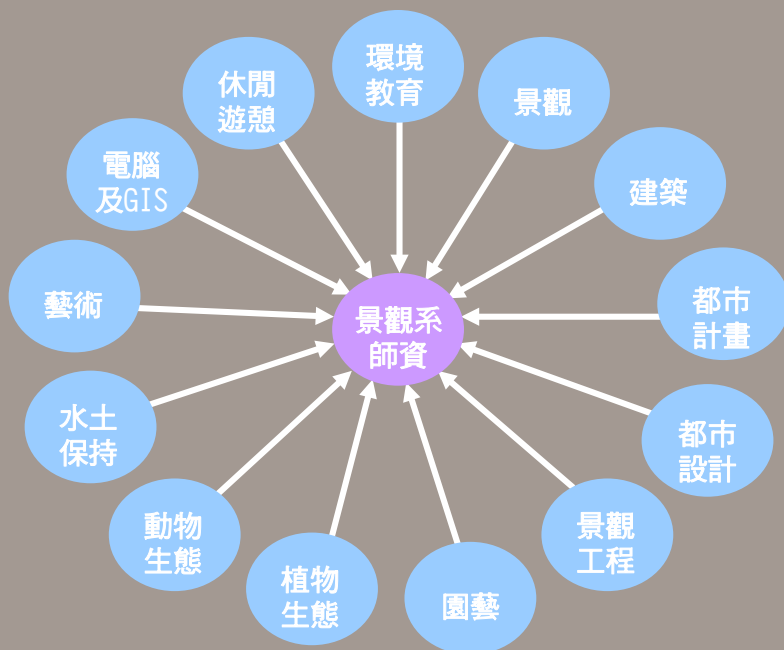 環境
教育
景觀
建築
都市
計畫
都市
設計
景觀
工程
園藝
植物
生態
動物
生態
水土
保持
藝術
電腦
及GIS
休閒
遊憩
景觀系
師資